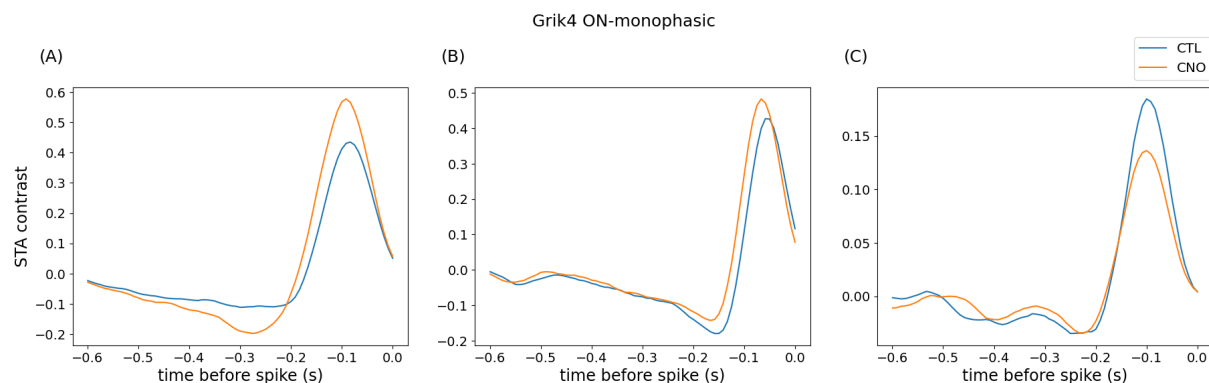 Grik4 ON-monophasic
(A)
(B)
(C)
CTL
CNO
STA contrast
0.6
0.5
0.4
0.3
0.2
0.1
0.0
−0.1
−0.2
−0.6 −0.5 −0.4 −0.3 −0.2 −0.1 0.0
time before spike (s)
0.5
0.4
0.3
0.2
0.1
0.0
−0.1
−0.2
−0.6 −0.5 −0.4 −0.3 −0.2 −0.1 0.0
time before spike (s)
0.15
0.10
0.05
0.00
−0.6 −0.5 −0.4 −0.3 −0.2 −0.1 0.0
time before spike (s)